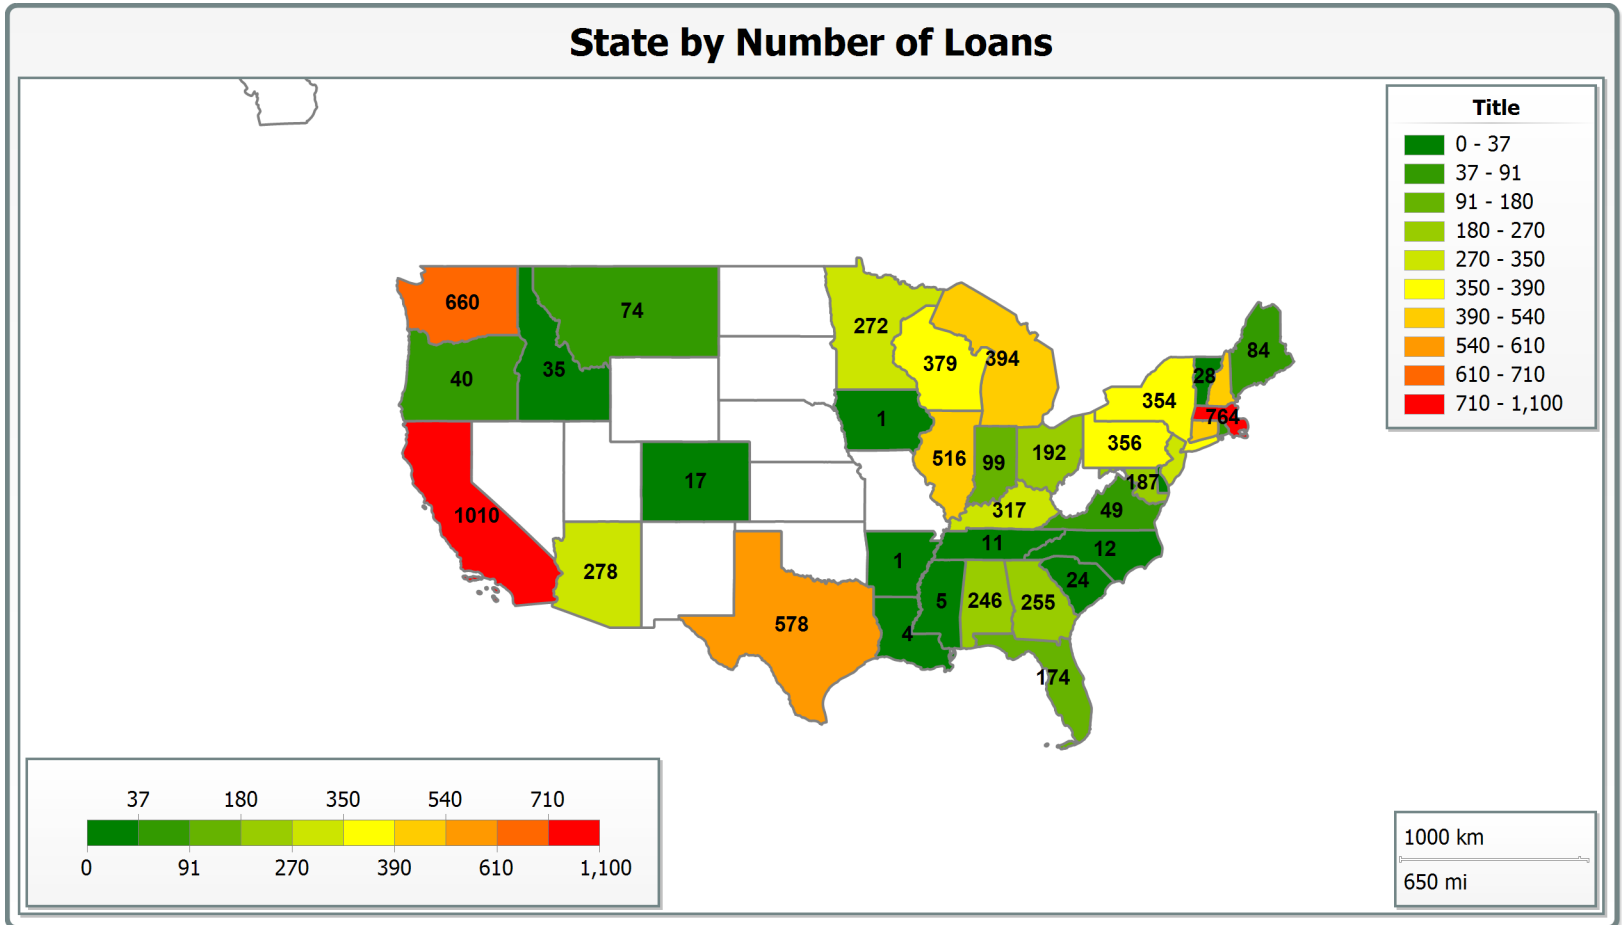 State by Number of Loans
Title
0 - 37
37 - 91
91 - 180
180 - 270
270 - 350
350 - 390
390 - 540
540 - 610
610 - 710
710 - 1,100
660
74
272
40
35
379
394
84
28
354
764
1
516
99
192
356
187
17
317
49
1010
11
12
278
1
24
5
246
255
578
4
174
37 180 350 540 710
0 91 270 390 610 1,100
1000 km
650 mi